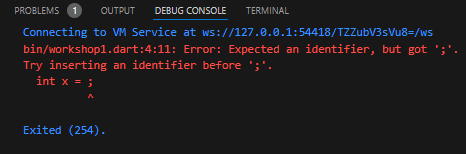 PROBLEMS 1 OUTPUT DEBUG CONSOLE TERMINAL
Connecting to VM Service at ws://127.0.0.1:54418/TZZubV3sVu8=/ws
bin/workshop1.dart:4:11: Error: Expected an identifier, but got ';'.
Try inserting an identifier before ';'.
  int x = ;
          ^
Exited (254).